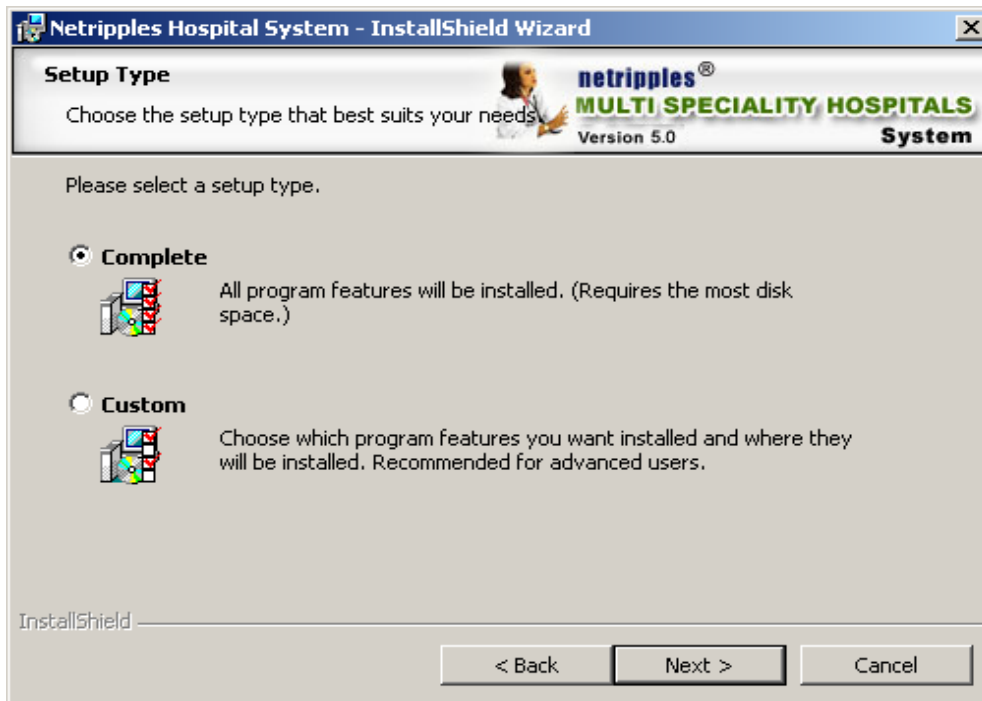 Netripples Hospital System - InstallShield Wizard
Setup Type
Choose the setup type that best suits your needs.
netripples®
MULTI SPECIALITY HOSPITALS
Version 5.0 System
Please select a setup type.
Complete
All program features will be installed. (Requires the most disk
space.)
Custom
Choose which program features you want installed and where they
will be installed. Recommended for advanced users.
InstallShield
< Back Next > Cancel